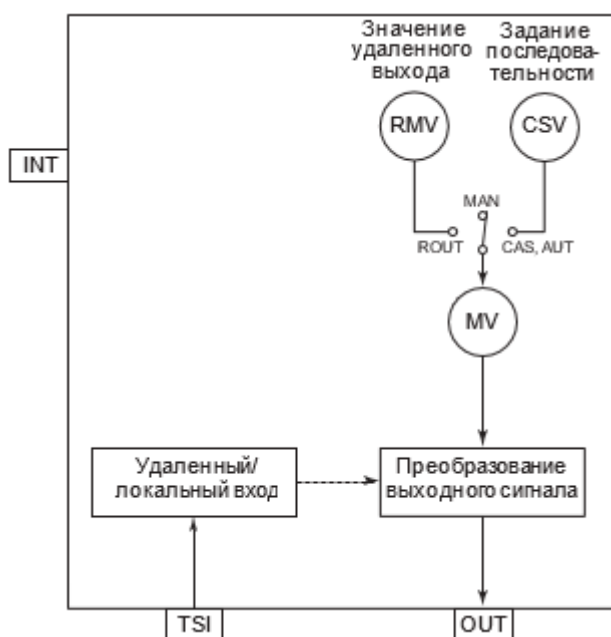 Значение
удаленного
выхода
Задание
последова-
тельности
RMV
CSV
INT
MAN
ROUT
CAS, AUT
MV
Удаленный/
локальный вход
Преобразование
выходного сигнала
TSI
OUT